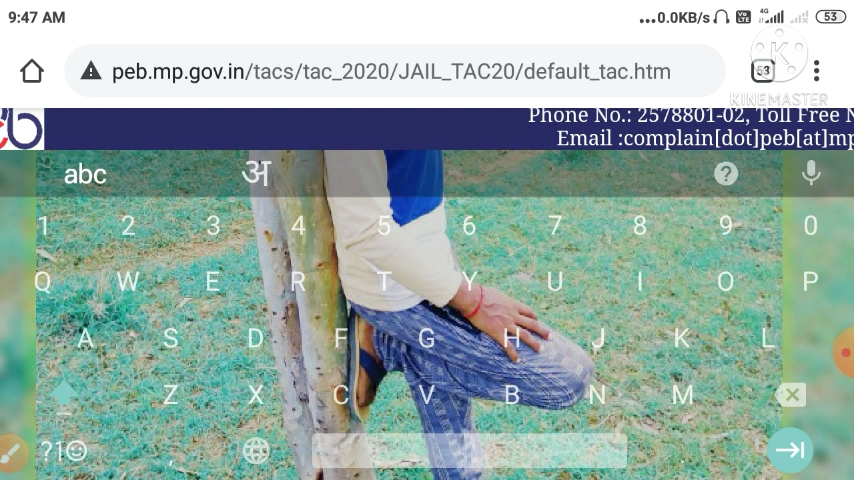 9:47 AM
...0.0KB/s
Vo LTE
4G
53
peb.mp.gov.in/tacs/tac_2020/JAIL_TAC20/default_tac.htm
53
K
KINEMASTER
Phone No.: 2578801-02, Toll Free N
Email :complain[dot]peb[at]mp
abc अ ?
1 2 3 4 5 6 7 8 9 0
Q W E R T Y U I O P
A S D F G H J K L
Z X C V B N M
?1☺ , .